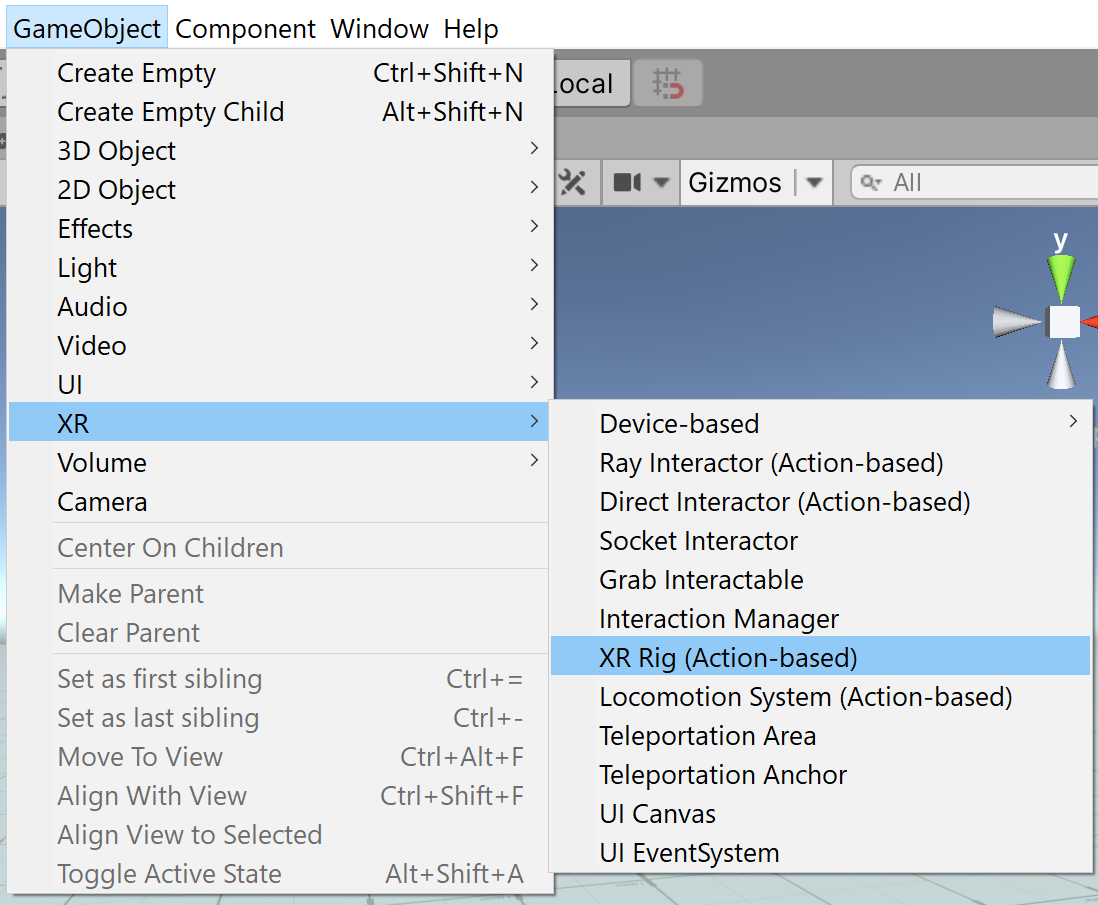 GameObject Component Window Help
Create Empty Ctrl+Shift+N
Create Empty Child Alt+Shift+N
3D Object
2D Object
Effects
Light
Audio
Video
UI
XR
Volume
Camera
Center On Children
Make Parent
Clear Parent
Set as first sibling Ctrl+=
Set as last sibling Ctrl+-
Move To View Ctrl+Alt+F
Align With View Ctrl+Shift+F
Align View to Selected
Toggle Active State Alt+Shift+A
ocal
Gizmos
All
y
Device-based
Ray Interactor (Action-based)
Direct Interactor (Action-based)
Socket Interactor
Grab Interactable
Interaction Manager
XR Rig (Action-based)
Locomotion System (Action-based)
Teleportation Area
Teleportation Anchor
UI Canvas
UI EventSystem